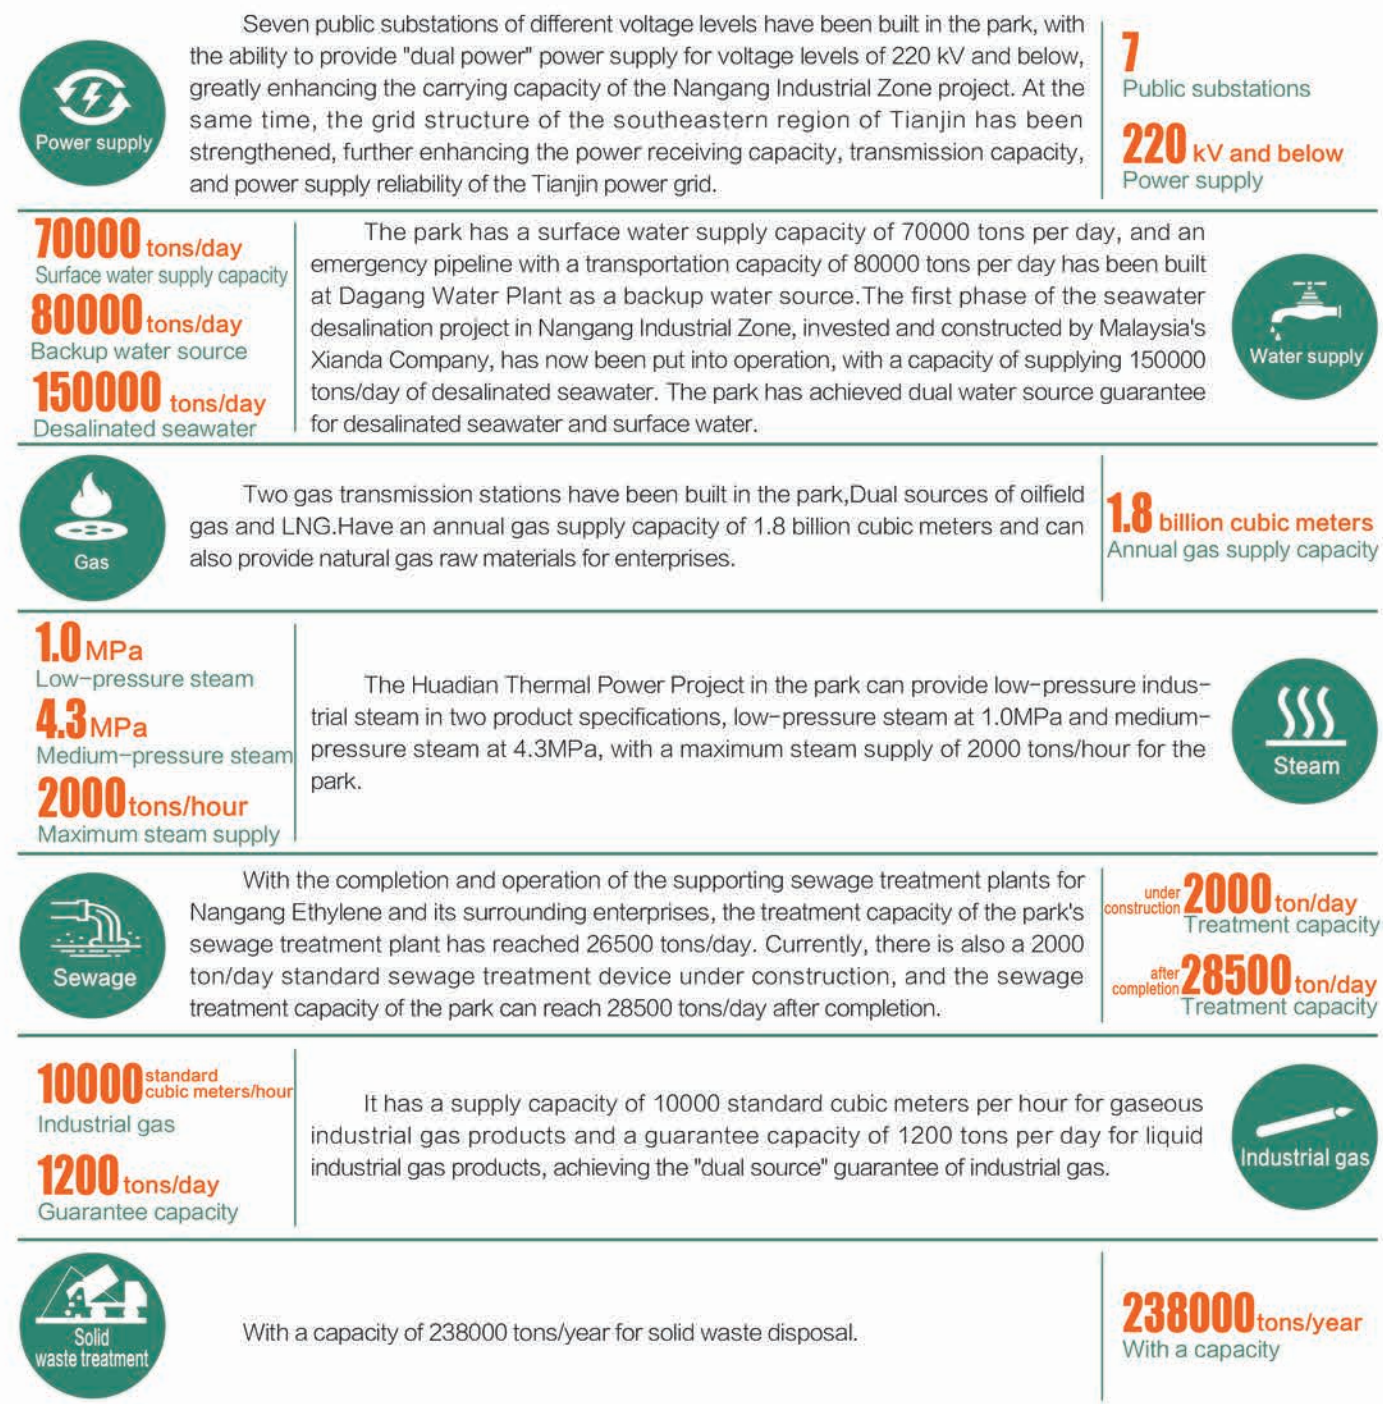 Power supply
Seven public substations of different voltage levels have been built in the park, with
the ability to provide "dual power" power supply for voltage levels of 220 kV and below,
greatly enhancing the carrying capacity of the Nangang Industrial Zone project. At the
same time, the grid structure of the southeastern region of Tianjin has been
strengthened, further enhancing the power receiving capacity, transmission capacity,
and power supply reliability of the Tianjin power grid.
7
Public substations
220 kV and below
Power supply
70000 tons/day
Surface water supply capacity
80000 tons/day
Backup water source
150000 tons/day
Desalinated seawater
The park has a surface water supply capacity of 70000 tons per day, and an
emergency pipeline with a transportation capacity of 80000 tons per day has been built
at Dagang Water Plant as a backup water source.The first phase of the seawater
desalination project in Nangang Industrial Zone, invested and constructed by Malaysia's
Xianda Company, has now been put into operation, with a capacity of supplying 150000
tons/day of desalinated seawater. The park has achieved dual water source guarantee
for desalinated seawater and surface water.
Water supply
Gas
Two gas transmission stations have been built in the park,Dual sources of oilfield
gas and LNG.Have an annual gas supply capacity of 1.8 billion cubic meters and can
also provide natural gas raw materials for enterprises.
1.8 billion cubic meters
Annual gas supply capacity
1.0 MPa
Low-pressure steam
4.3 MPa
Medium-pressure steam
2000 tons/hour
Maximum steam supply
The Huadian Thermal Power Project in the park can provide low-pressure indus-
trial steam in two product specifications, low-pressure steam at 1.0MPa and medium-
pressure steam at 4.3MPa, with a maximum steam supply of 2000 tons/hour for the
park.
Steam
Sewage
With the completion and operation of the supporting sewage treatment plants for
Nangang Ethylene and its surrounding enterprises, the treatment capacity of the park's
sewage treatment plant has reached 26500 tons/day. Currently, there is also a 2000
ton/day standard sewage treatment device under construction, and the sewage
treatment capacity of the park can reach 28500 tons/day after completion.
under construction 2000 ton/day
Treatment capacity
after completion 28500 ton/day
Treatment capacity
10000 standard cubic meters/hour
Industrial gas
1200 tons/day
Guarantee capacity
It has a supply capacity of 10000 standard cubic meters per hour for gaseous
industrial gas products and a guarantee capacity of 1200 tons per day for liquid
industrial gas products, achieving the "dual source" guarantee of industrial gas.
Industrial gas
Solid
waste treatment
With a capacity of 238000 tons/year for solid waste disposal.
238000 tons/year
With a capacity